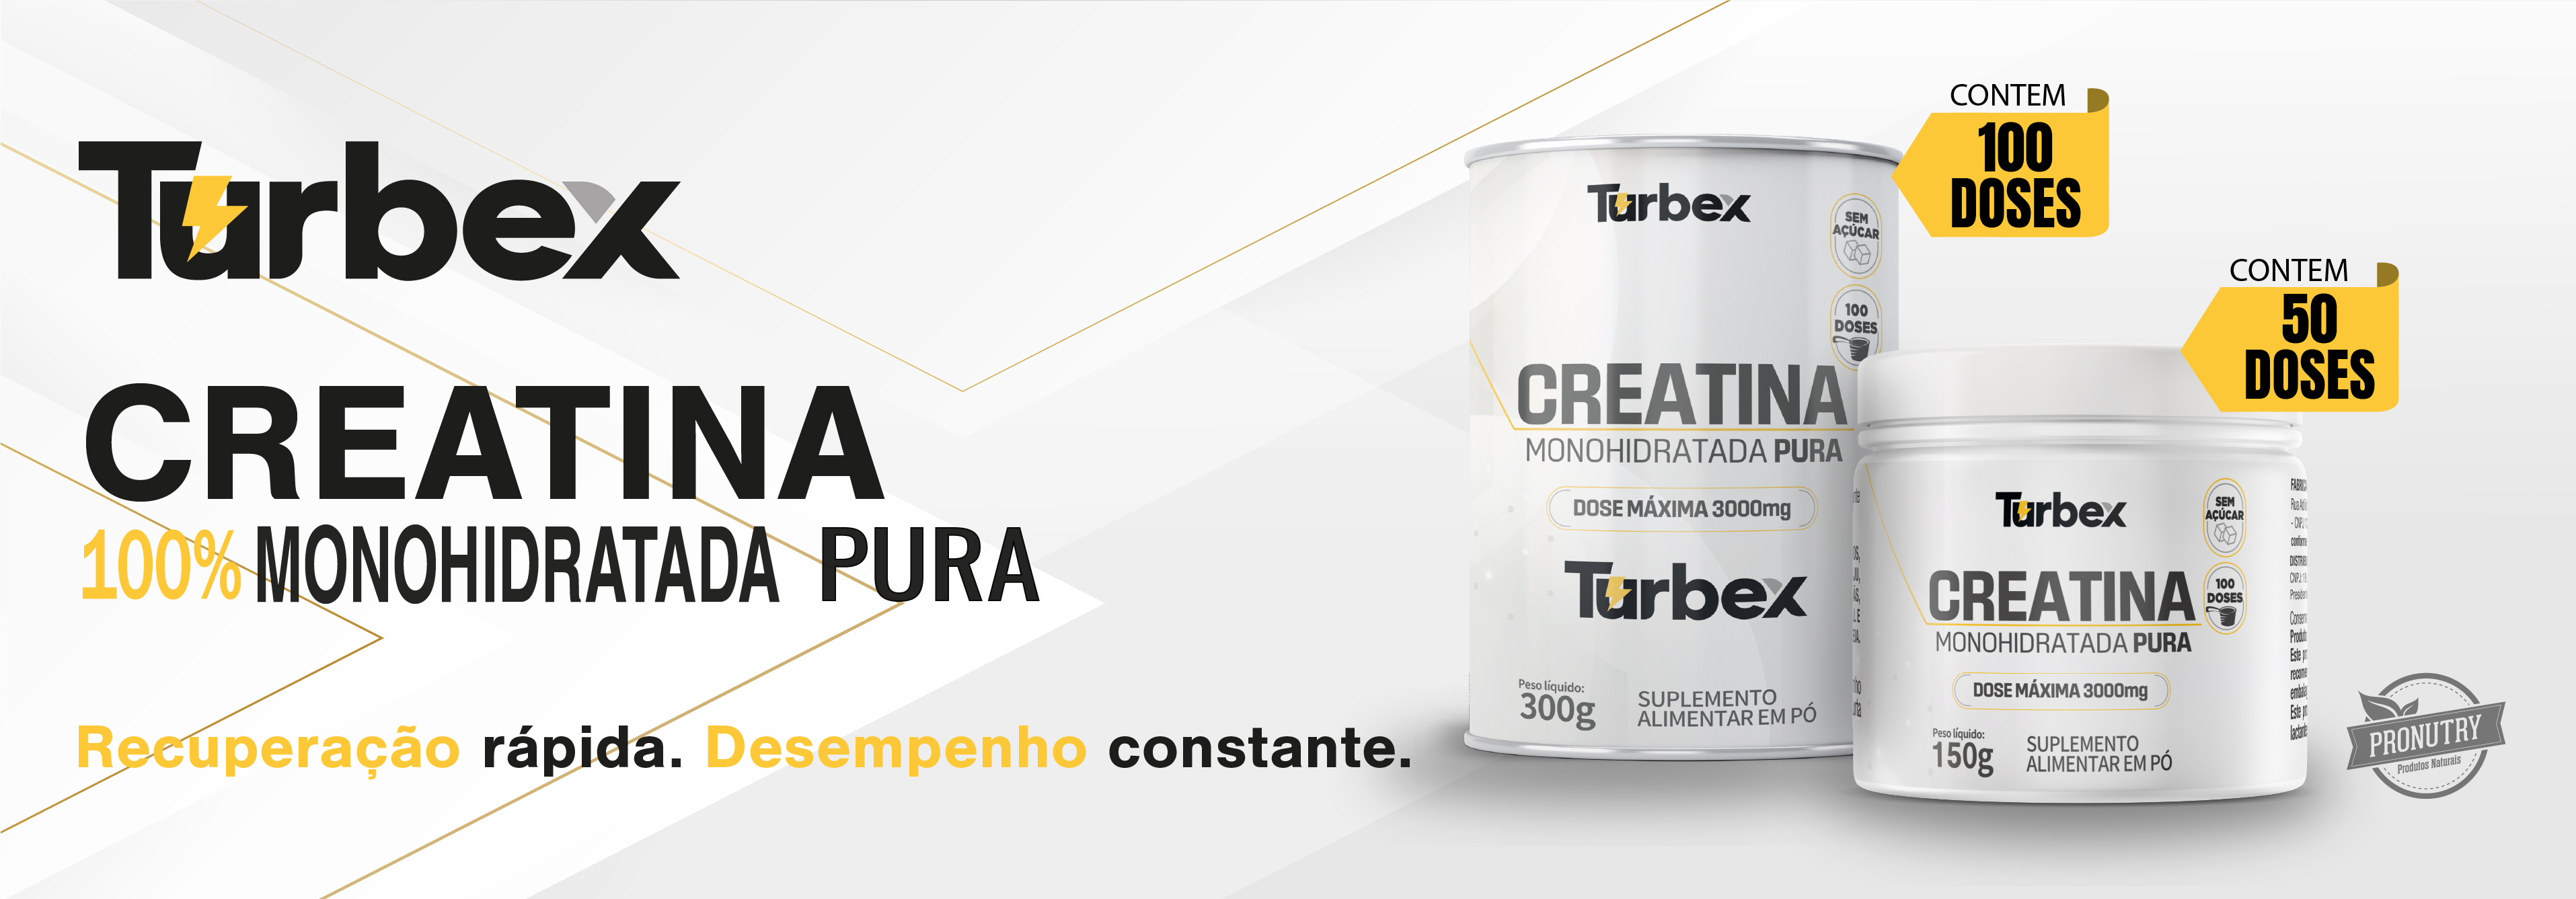 Turbex
CREATINA
100% MONOHIDRATADA PURA
Recuperação rápida. Desempenho constante.
CONTEM
100
DOSES
Turbex
SEM
AÇÚCAR
100
DOSES
CREATINA
MONOHIDRATADA PURA
DOSE MÁXIMA 3000mg
Turbex
Peso líquido:
300g
SUPLEMENTO
ALIMENTAR EM PÓ
CONTEM
50
DOSES
Turbex
SEM
AÇÚCAR
100
DOSES
CREATINA
MONOHIDRATADA PURA
DOSE MÁXIMA 3000mg
Peso líquido:
150g
SUPLEMENTO
ALIMENTAR EM PÓ
PRONUTRY
Produtos Naturais